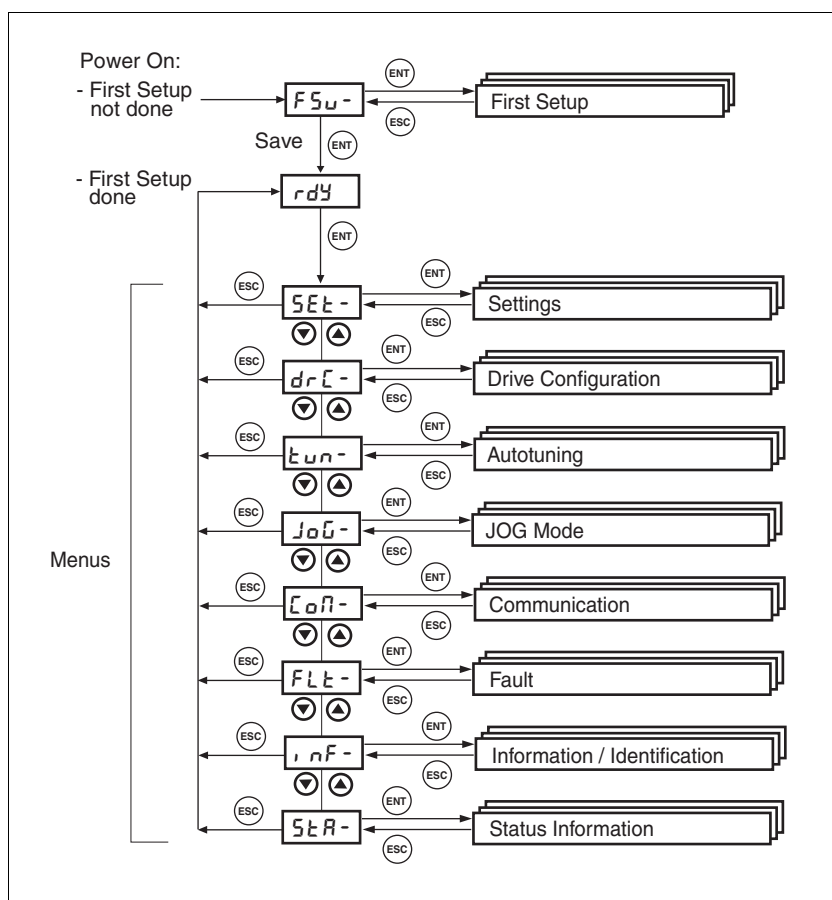 Power On:
- First Setup
not done
FSu-
ENT
ESC
First Setup
Save
ENT
- First Setup
done
rdY
ENT
Menus
ESC
SEt-
ENT
ESC
Settings
ESC
drC-
ENT
ESC
Drive Configuration
ESC
tun-
ENT
ESC
Autotuning
ESC
JoG-
ENT
ESC
JOG Mode
ESC
CoM-
ENT
ESC
Communication
ESC
FLt-
ENT
ESC
Fault
ESC
inF-
ENT
ESC
Information / Identification
ESC
StA-
ENT
ESC
Status Information